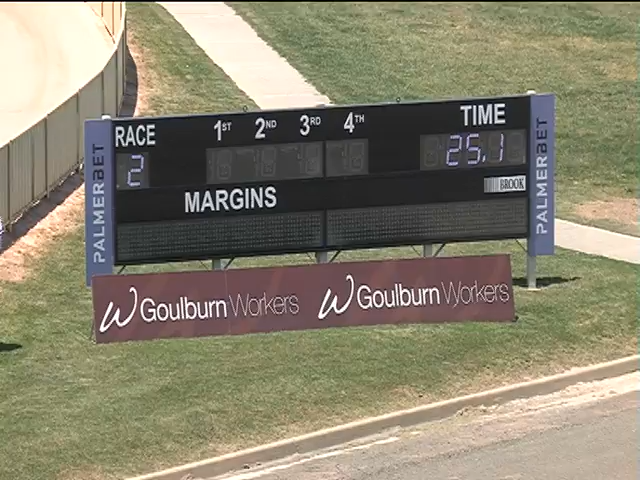 RACE 1ST 2ND 3RD 4TH TIME
2 25.1
BROOK
MARGINS
PALMERBET
PALMERBET
Goulburn Workers Goulburn Workers